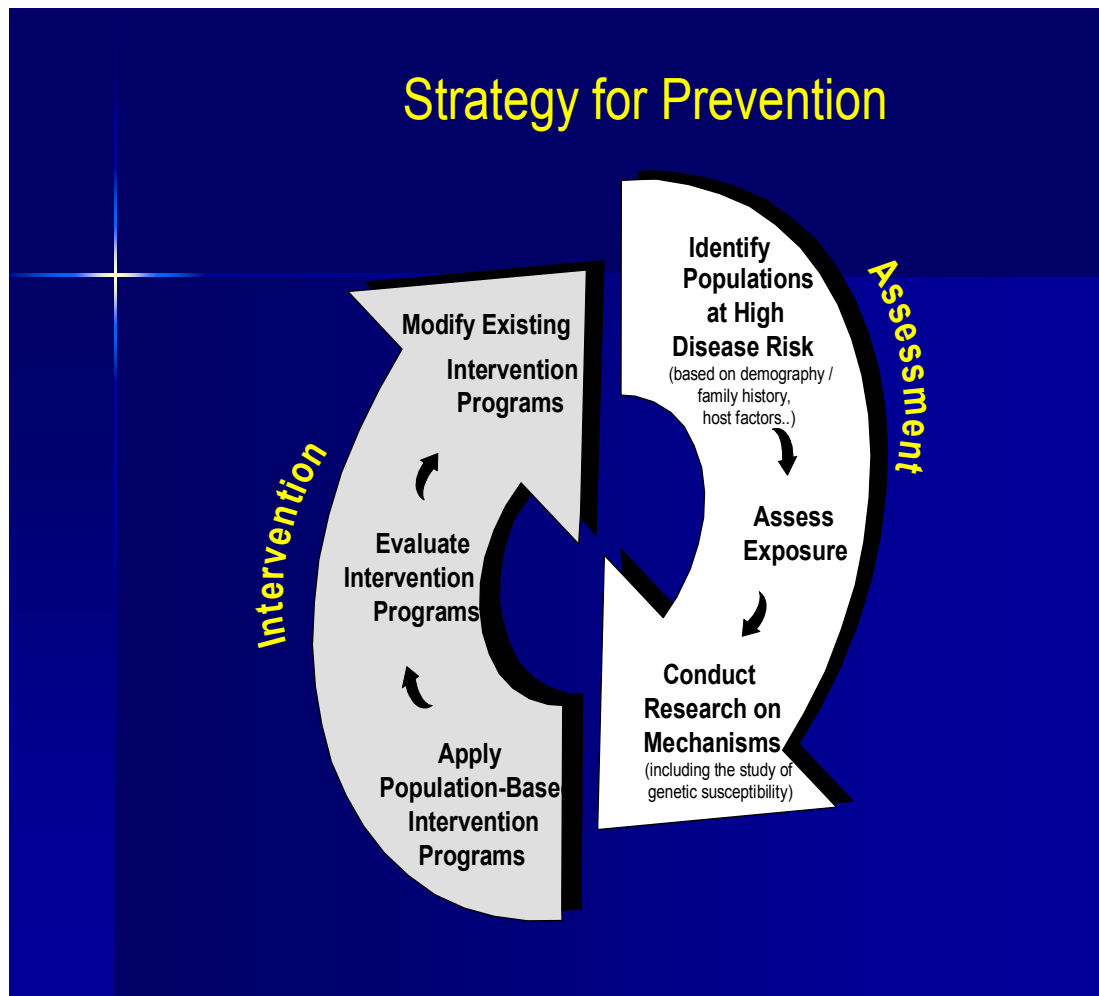 Strategy for Prevention
Identify
Populations
at High
Disease Risk
(based on demography /
family history,
host factors..)
Assess
Exposure
Conduct
Research on
Mechanisms
(including the study of
genetic susceptibility)
Assessment
Apply
Population-Based
Intervention
Programs
Evaluate
Intervention
Programs
Modify Existing
Intervention
Programs
Intervention